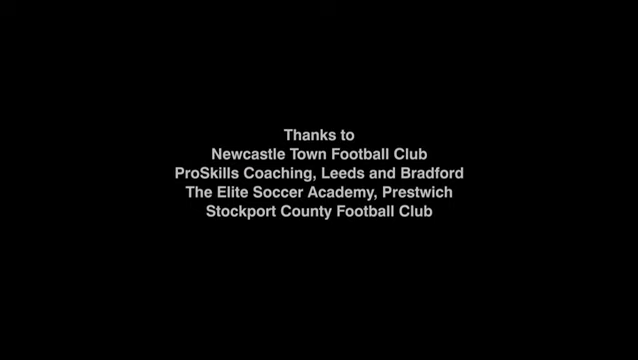 Thanks to
Newcastle Town Football Club
ProSkills Coaching, Leeds and Bradford
The Elite Soccer Academy, Prestwich
Stockport County Football Club